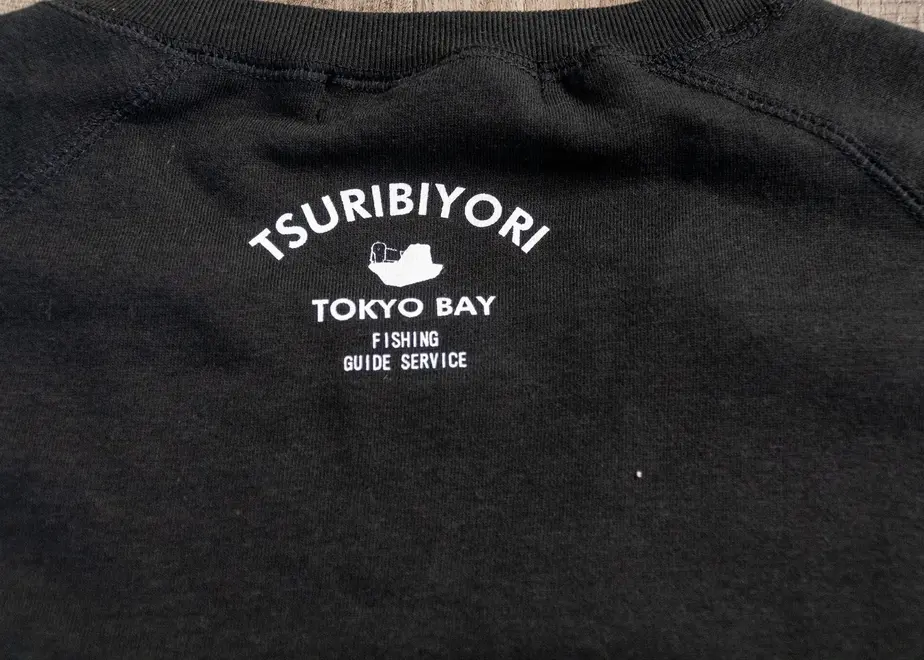 TSURIBIYORI
TOKYO BAY
FISHING
GUIDE SERVICE